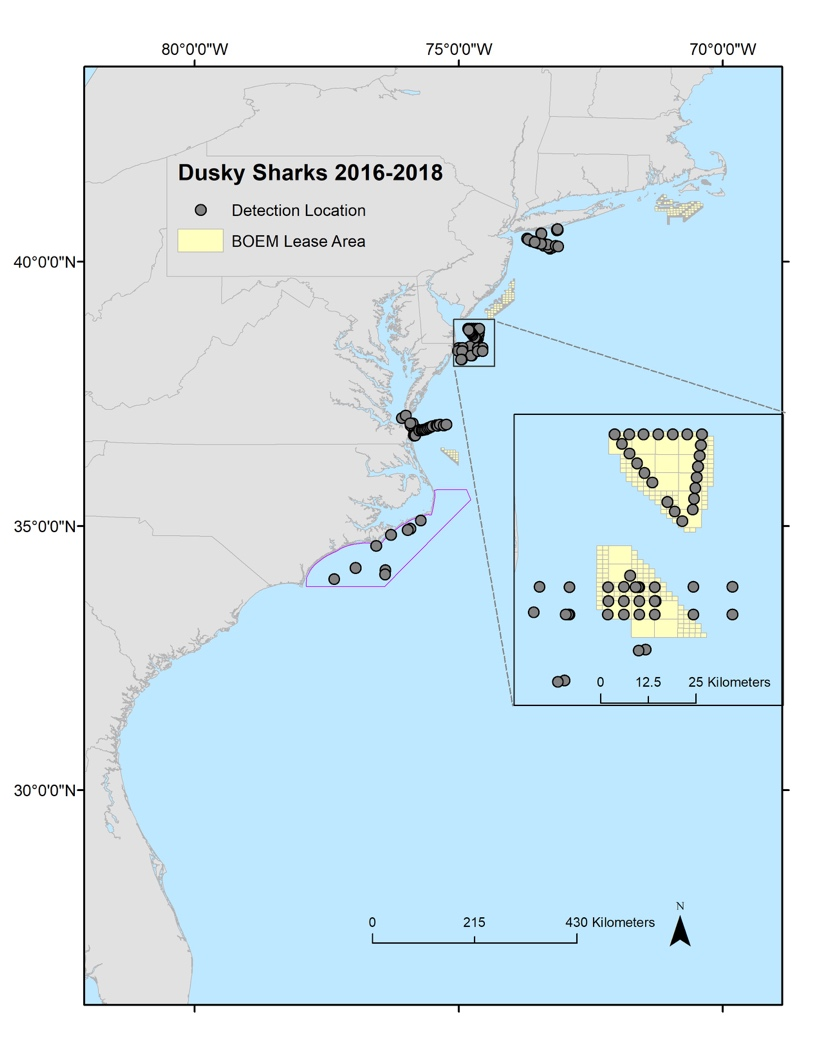 80°0'0"W 75°0'0"W 70°0'0"W
Dusky Sharks 2016-2018
Detection Location
BOEM Lease Area
40°0'0"N
35°0'0"N
0 12.5 25 Kilometers
30°0'0"N
0 215 430 Kilometers
N